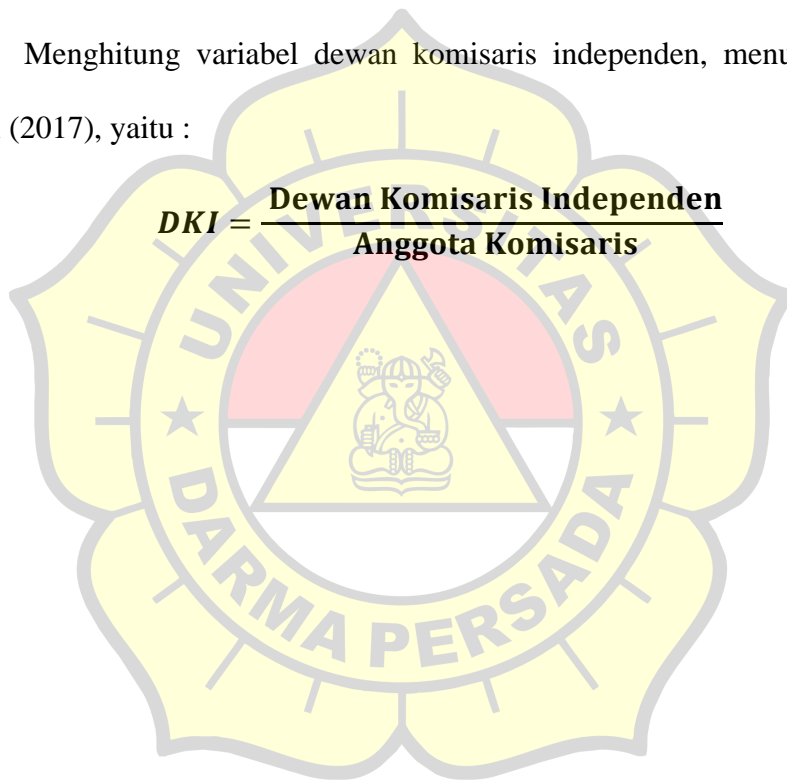 Menghitung variabel dewan komisaris independen, menu
(2017), yaitu :
DKI = Dewan Komisaris Independen
Anggota Komisaris
UNIVERSITAS
DARMA PERSADA